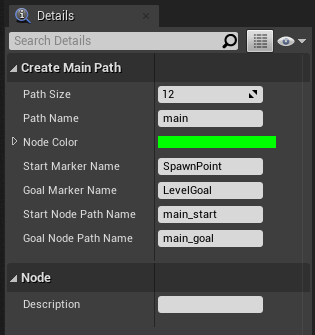 Details
Search Details
Create Main Path
Path Size 12
Path Name main
Node Color
Start Marker Name SpawnPoint
Goal Marker Name LevelGoal
Start Node Path Name main_start
Goal Node Path Name main_goal
Node
Description